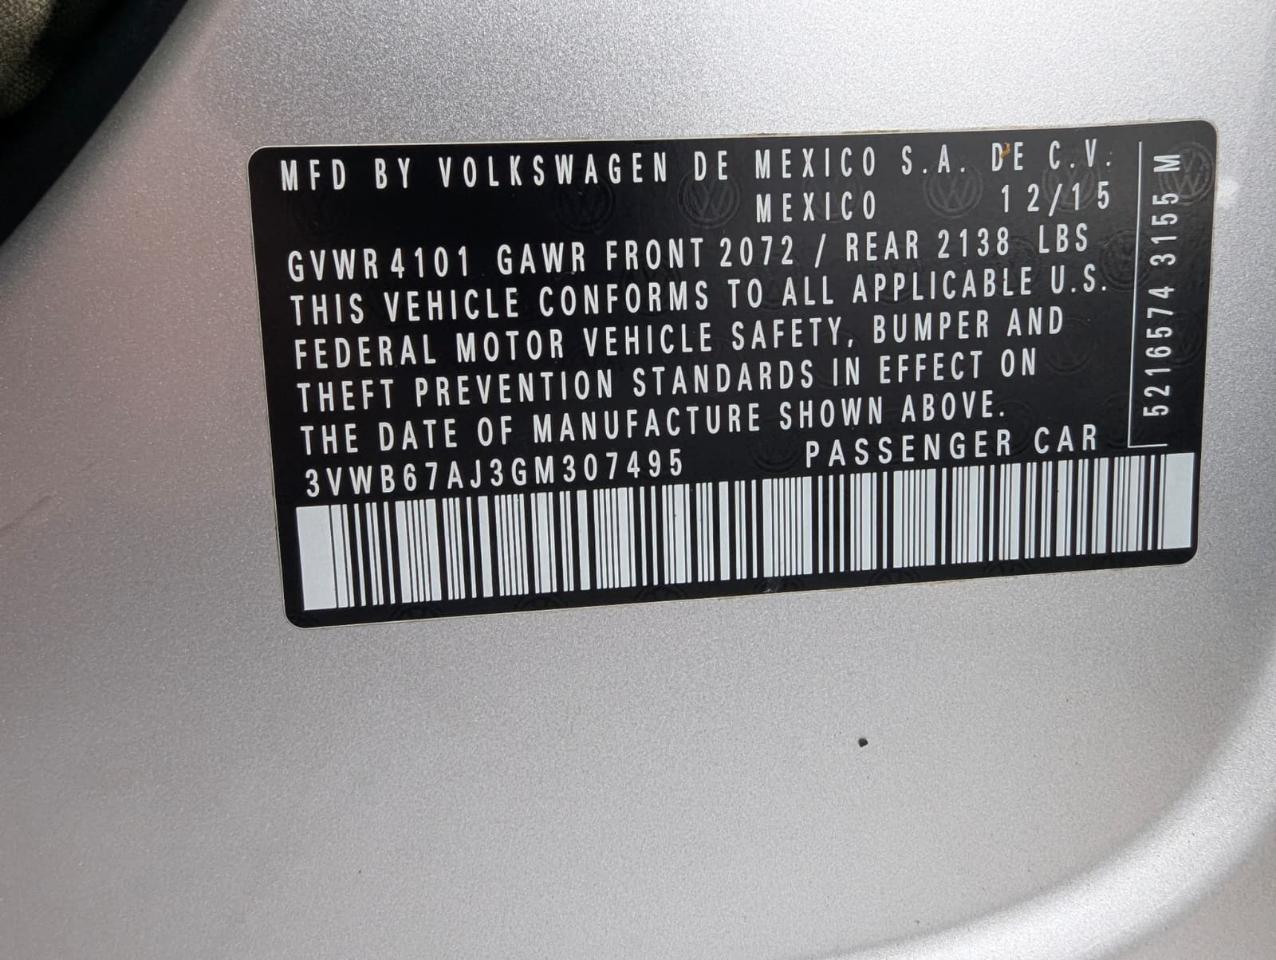 MFD BY VOLKSWAGEN DE MEXICO S.A. DE C.V.
MEXICO 12/15
GVWR 4101 GAWR FRONT 2072 / REAR 2138 LBS
THIS VEHICLE CONFORMS TO ALL APPLICABLE U.S.
FEDERAL MOTOR VEHICLE SAFETY, BUMPER AND
THEFT PREVENTION STANDARDS IN EFFECT ON
THE DATE OF MANUFACTURE SHOWN ABOVE.
3VWB67AJ3GM307495 PASSENGER CAR
5216574 3155 M